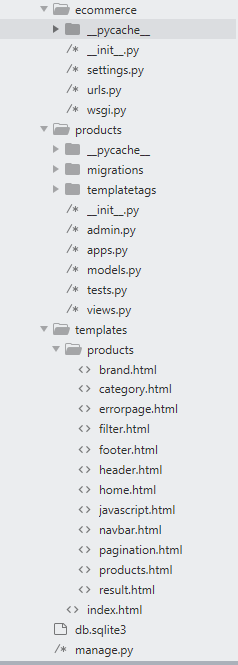 ecommerce
__pycache__
/* __init__.py
/* settings.py
/* urls.py
/* wsgi.py
products
__pycache__
migrations
templatetags
/* __init__.py
/* admin.py
/* apps.py
/* models.py
/* tests.py
/* views.py
templates
products
<> brand.html
<> category.html
<> errorpage.html
<> filter.html
<> footer.html
<> header.html
<> home.html
<> javascript.html
<> navbar.html
<> pagination.html
<> products.html
<> result.html
<> index.html
db.sqlite3
/* manage.py